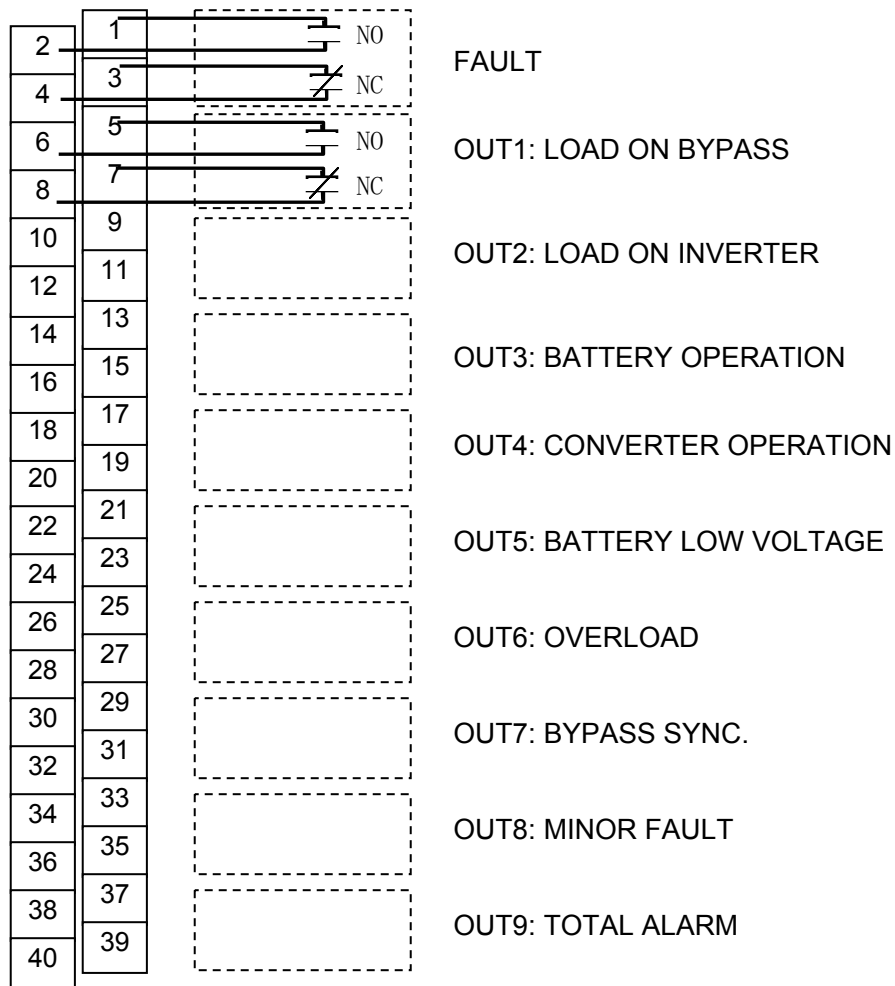 1 NO
2
3 NC
4
FAULT
5 NO
6
7 NC
8
OUT1: LOAD ON BYPASS
9
10
11
12
OUT2: LOAD ON INVERTER
13
14
15
16
OUT3: BATTERY OPERATION
17
18
19
20
OUT4: CONVERTER OPERATION
21
22
23
24
OUT5: BATTERY LOW VOLTAGE
25
26
27
28
OUT6: OVERLOAD
29
30
31
32
OUT7: BYPASS SYNC.
33
34
35
36
OUT8: MINOR FAULT
37
38
39
40
OUT9: TOTAL ALARM